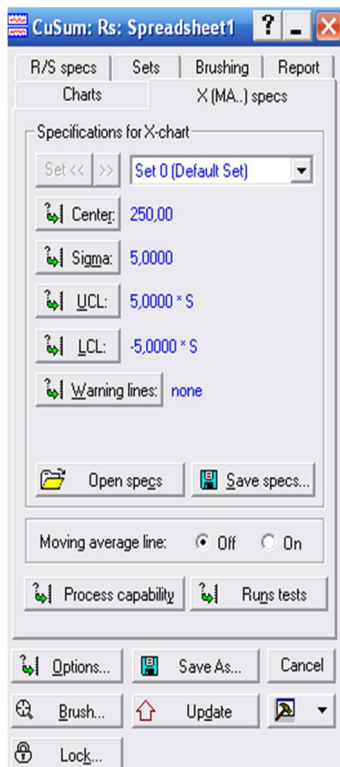 CuSum: Rs: Spreadsheet1 ? _ X
R/S specs Sets Brushing Report
Charts X (MA..) specs
Specifications for X-chart
Set << >> Set 0 (Default Set)
Center: 250,00
Sigma: 5,0000
UCL: 5,0000 * S
LCL: -5,0000 * S
Warning lines: none
Open specs Save specs...
Moving average line: Off On
Process capability Runs tests
Options... Save As... Cancel
Brush... Update
Lock...